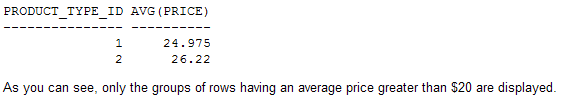 PRODUCT_TYPE_ID AVG(PRICE)
--------------- ----------
1 24.975
2 26.22
As you can see, only the groups of rows having an average price greater than $20 are displayed.